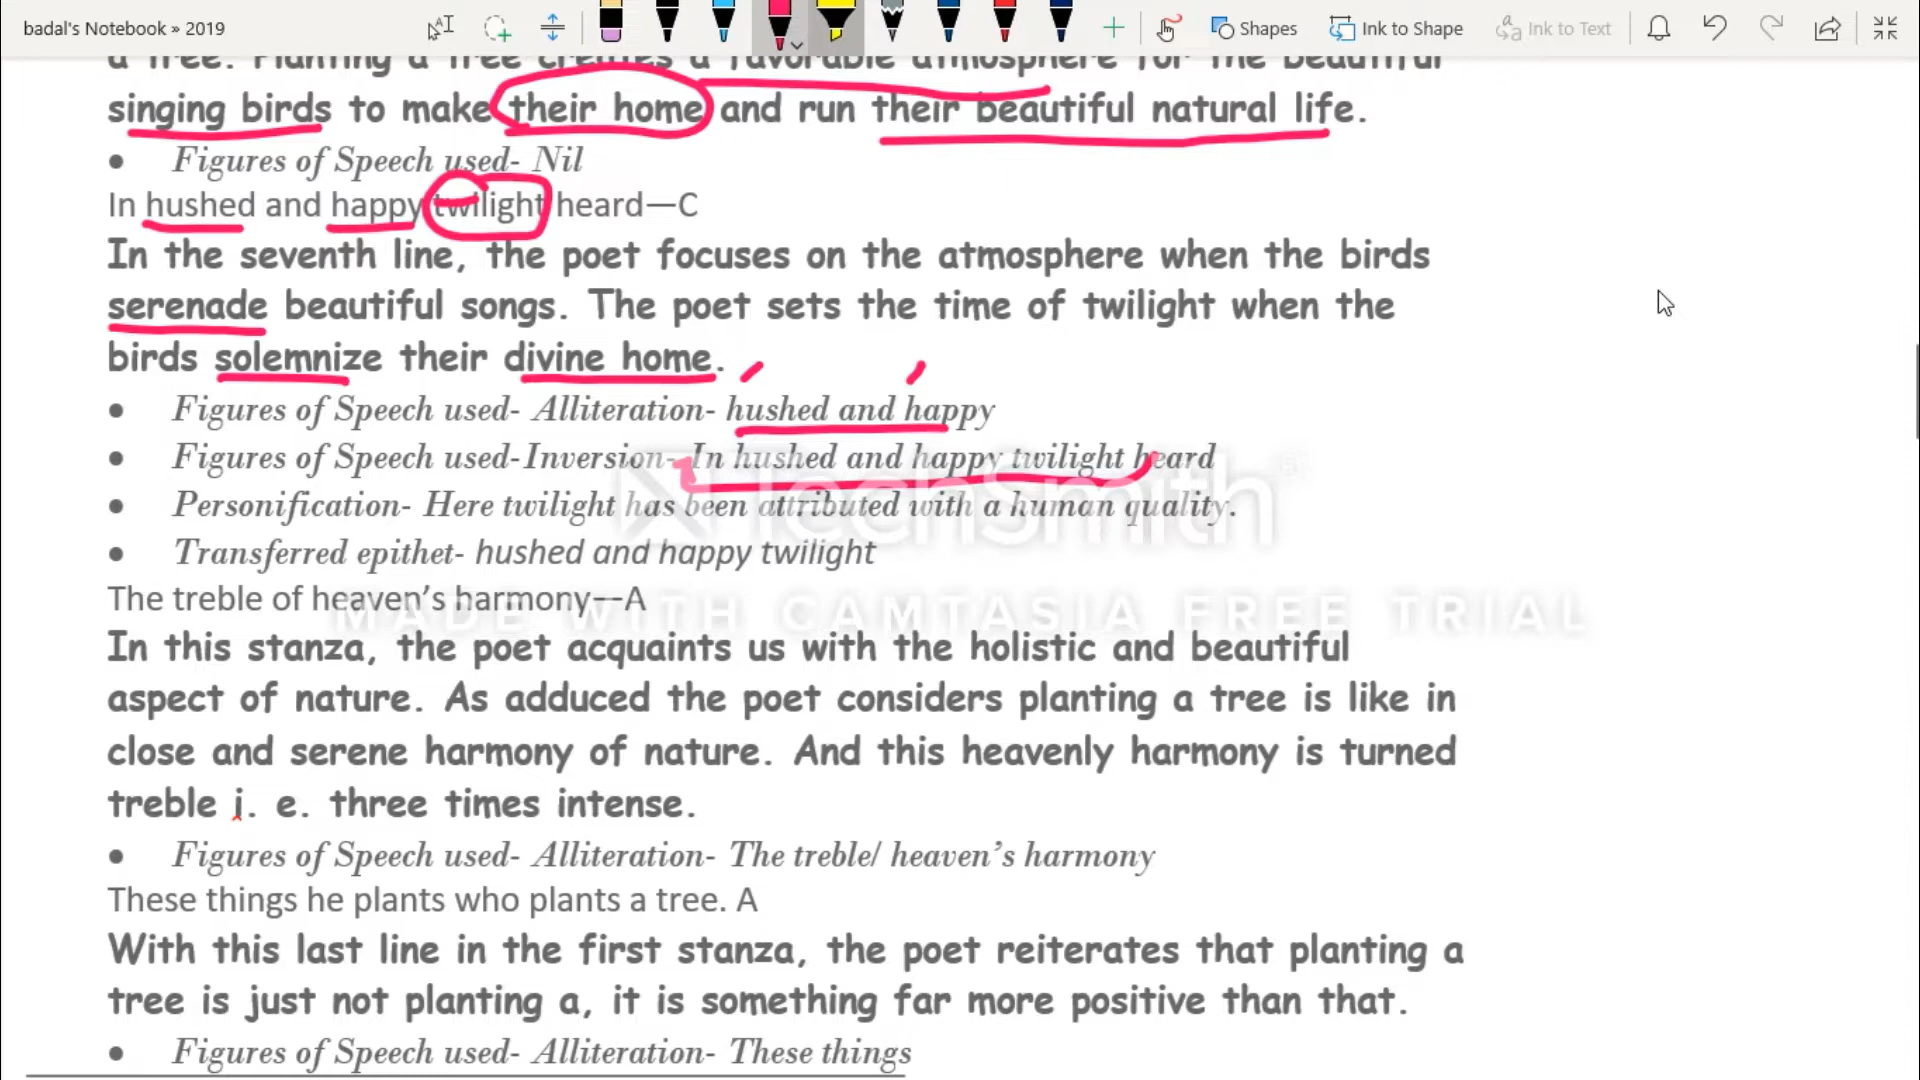 badal's Notebook » 2019
Shapes
Ink to Shape
Ink to Text
a tree. Planting a tree creates a favorable atmosphere for the beautiful
singing birds to make their home and run their beautiful natural life.
• Figures of Speech used- Nil
In hushed and happy twilight heard—C
In the seventh line, the poet focuses on the atmosphere when the birds
serenade beautiful songs. The poet sets the time of twilight when the
birds solemnize their divine home.
• Figures of Speech used- Alliteration- hushed and happy
• Figures of Speech used-Inversion- In hushed and happy twilight heard
• Personification- Here twilight has been attributed with a human quality.
• Transferred epithet- hushed and happy twilight
TechSmith
The treble of heaven's harmony—A
MADE WITH CAMTASIA FREE TRIAL
In this stanza, the poet acquaints us with the holistic and beautiful
aspect of nature. As adduced the poet considers planting a tree is like in
close and serene harmony of nature. And this heavenly harmony is turned
treble i. e. three times intense.
• Figures of Speech used- Alliteration- The treble/ heaven's harmony
These things he plants who plants a tree. A
With this last line in the first stanza, the poet reiterates that planting a
tree is just not planting a, it is something far more positive than that.
• Figures of Speech used- Alliteration- These things